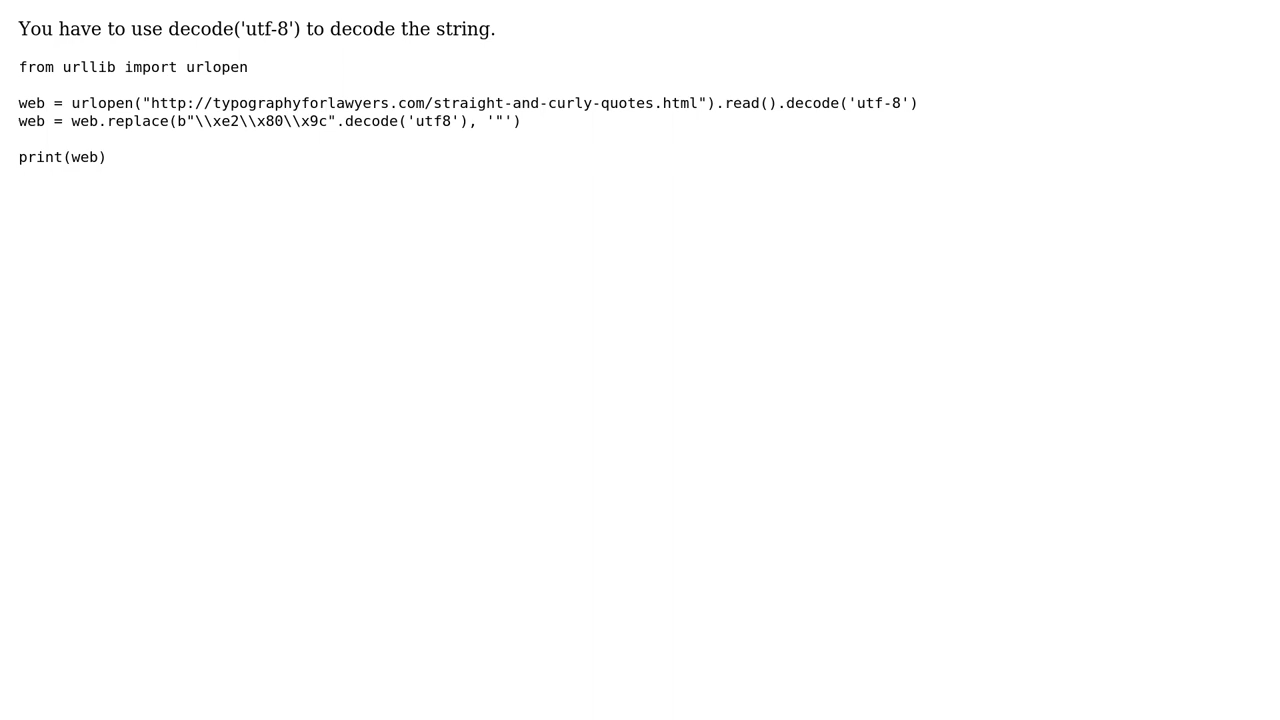 You have to use decode('utf-8') to decode the string.
from urllib import urlopen
web = urlopen("http://typographyforlawyers.com/straight-and-curly-quotes.html").read().decode('utf-8')
web = web.replace(b"\\xe2\\x80\\x9c".decode('utf8'), '"')
print(web)